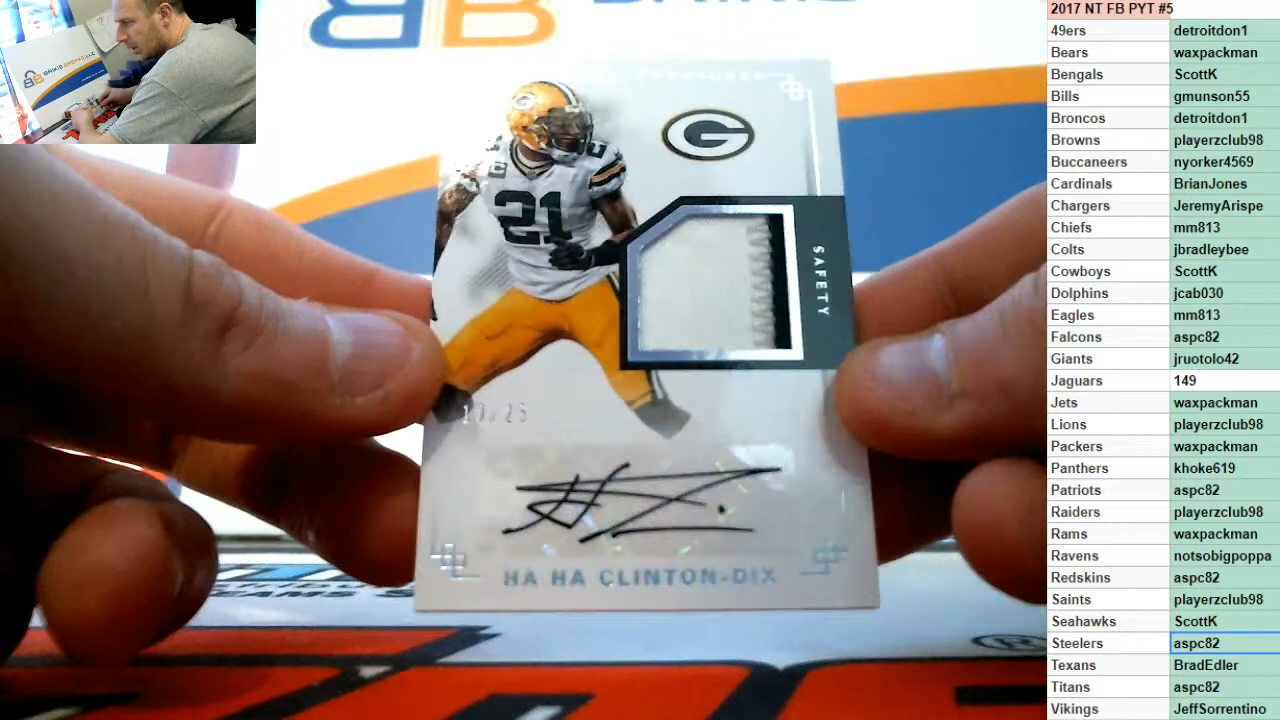 2017 NT FB PYT #5
49ers detroitdon1
Bears waxpackman
Bengals ScottK
Bills gmunson55
Broncos detroitdon1
Browns playerzclub98
Buccaneers nyorker4569
Cardinals BrianJones
Chargers JeremyArispe
Chiefs mm813
Colts jbradleybee
Cowboys ScottK
Dolphins jcab030
Eagles mm813
Falcons aspc82
Giants jruotolo42
Jaguars 149
Jets waxpackman
Lions playerzclub98
Packers waxpackman
Panthers khoke619
Patriots aspc82
Raiders playerzclub98
Rams waxpackman
Ravens notsobigpoppa
Redskins aspc82
Saints playerzclub98
Seahawks ScottK
Steelers aspc82
Texans BradEdler
Titans aspc82
Vikings JeffSorrentino
G
21
SAFETY
HA HA CLINTON-DIX